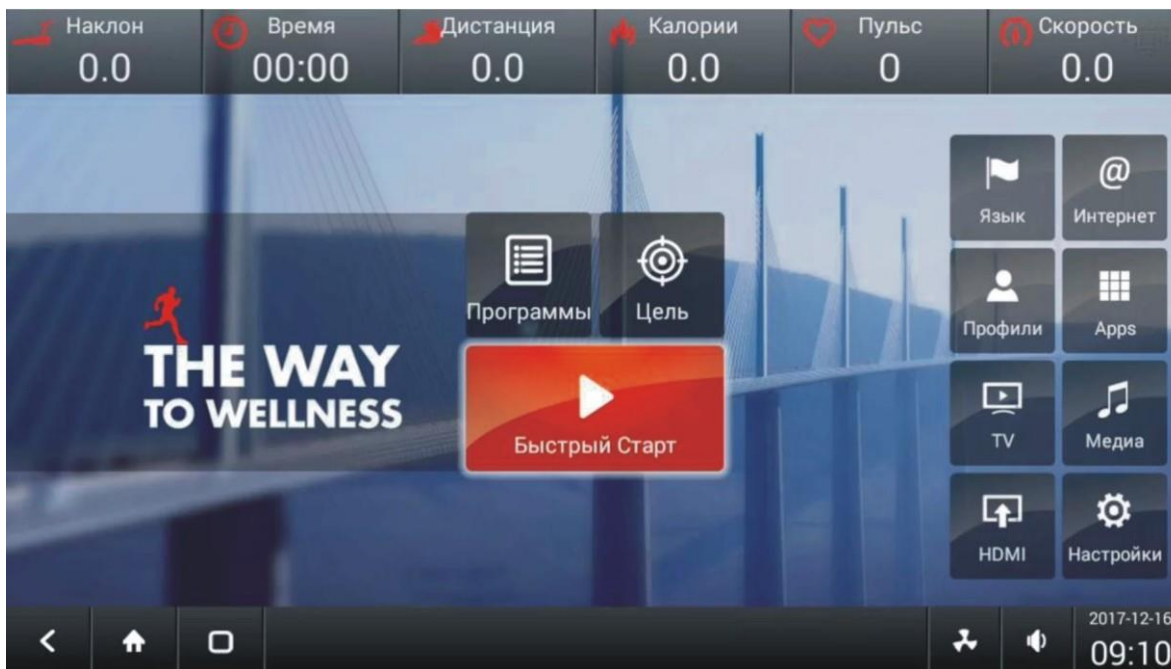 Наклон
0.0
Время
00:00
Дистанция
0.0
Калории
0.0
Пульс
0
Скорость
0.0
THE WAY
TO WELLNESS
Программы
Цель
Быстрый Старт
Язык
Интернет
Профили
Apps
TV
Медиа
HDMI
Настройки
2017-12-16
09:10